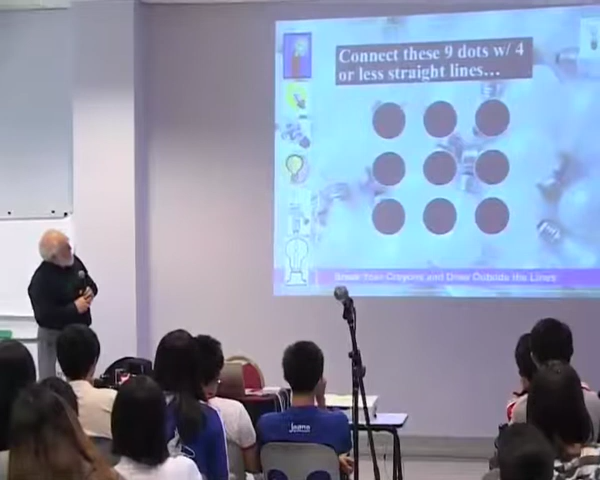 Connect these 9 dots w/ 4
or less straight lines...
Break Your Crayons and Draw Outside the Lines